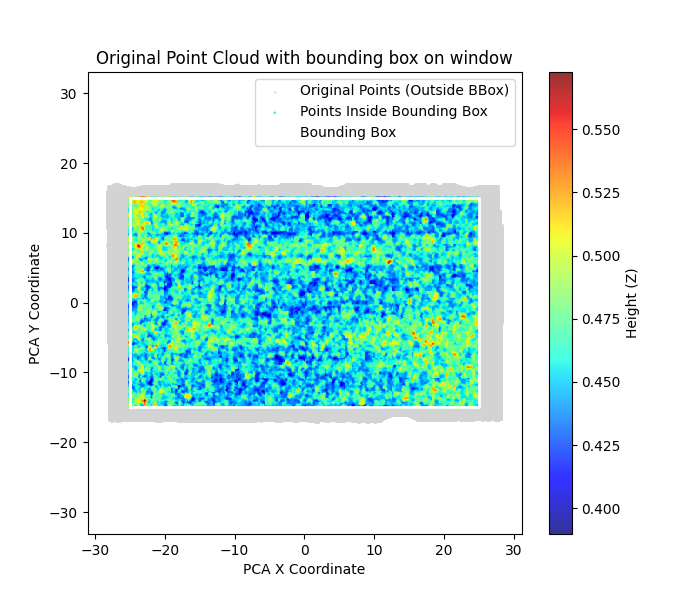 Original Point Cloud with bounding box on window
Original Points (Outside BBox)
Points Inside Bounding Box
Bounding Box
30
20
10
0
−10
−20
−30
PCA Y Coordinate
−30 −20 −10 0 10 20 30
PCA X Coordinate
0.550
0.525
0.500
0.475
0.450
0.425
0.400
Height (Z)